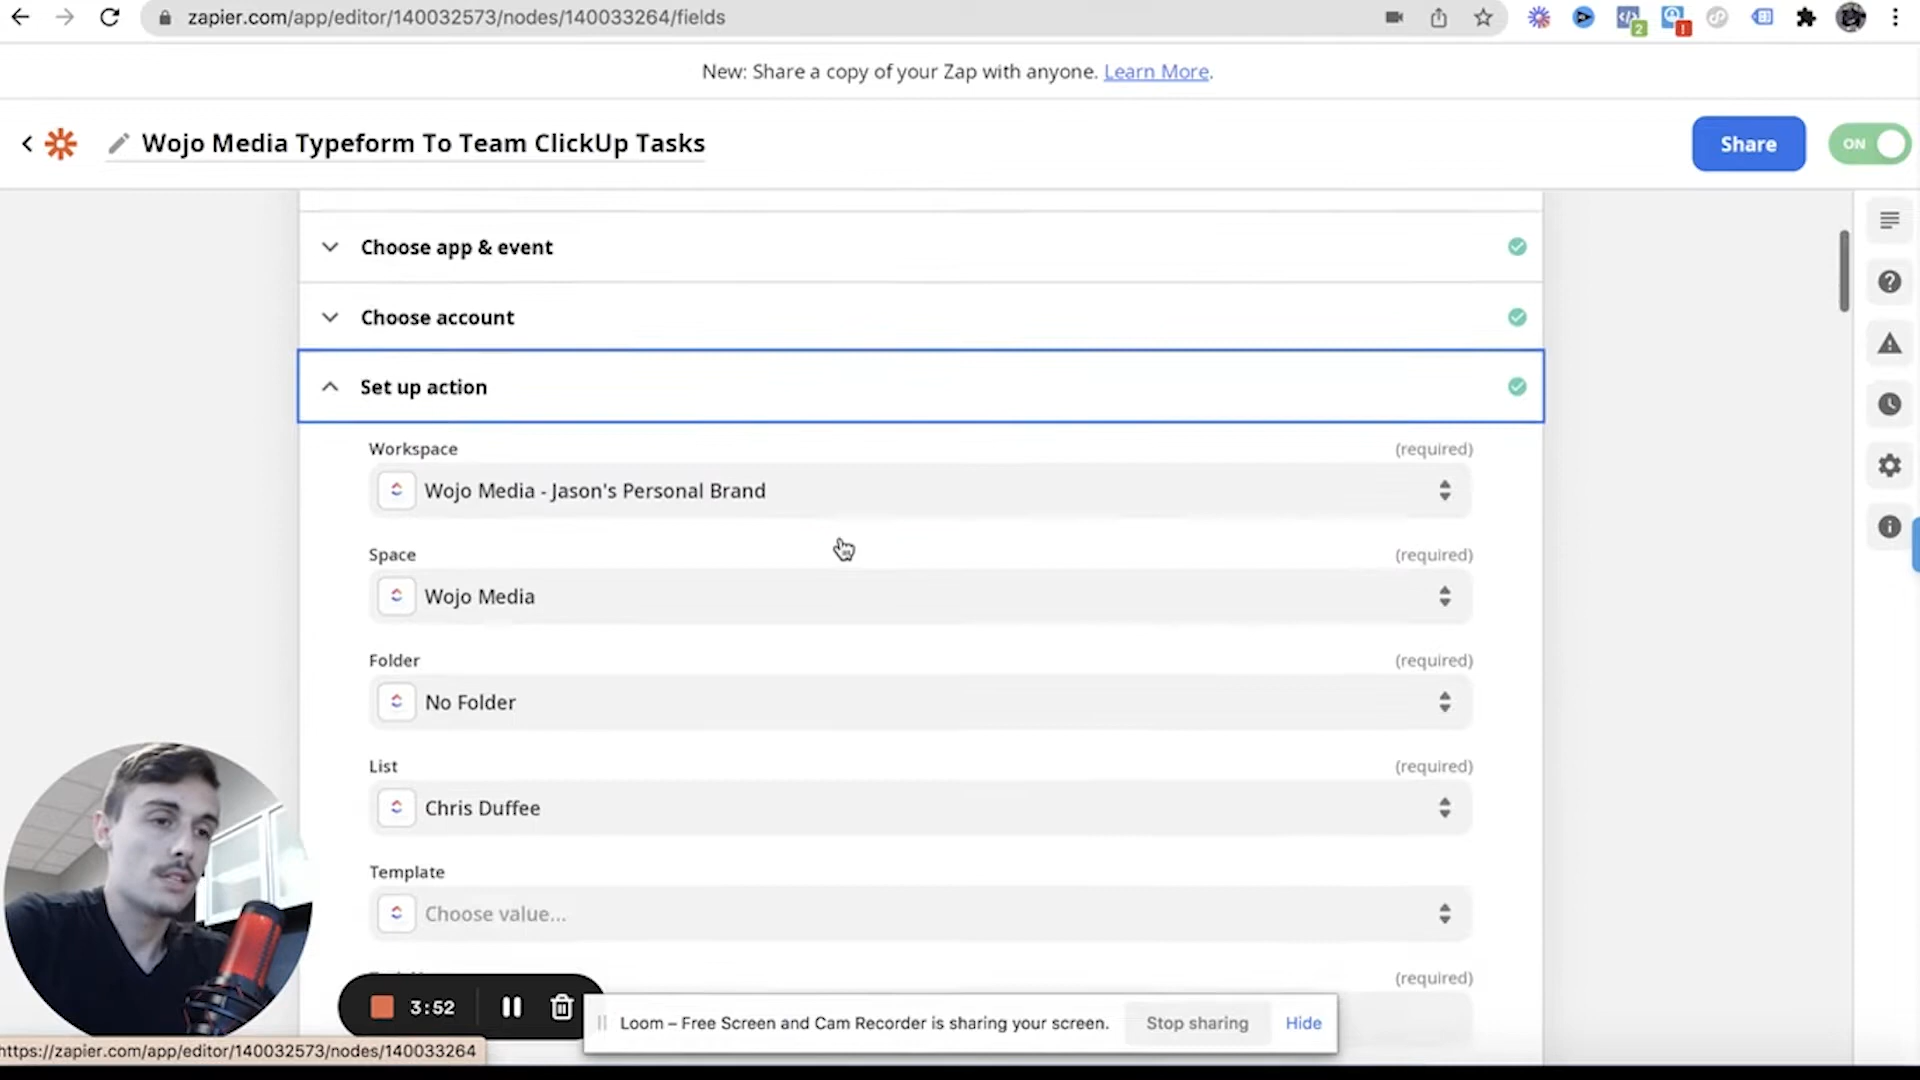 zapier.com/app/editor/140032573/nodes/140033264/fields
2
New: Share a copy of your Zap with anyone. Learn More.
Wojo Media Typeform To Team ClickUp Tasks
Share
ON
Choose app & event
Choose account
Set up action
Workspace (required)
Wojo Media - Jason's Personal Brand
Space (required)
Wojo Media
Folder (required)
No Folder
List (required)
Chris Duffee
Template
Choose value...
(required)
3:52
Loom – Free Screen and Cam Recorder is sharing your screen. Stop sharing Hide
https://zapier.com/app/editor/140032573/nodes/140033264